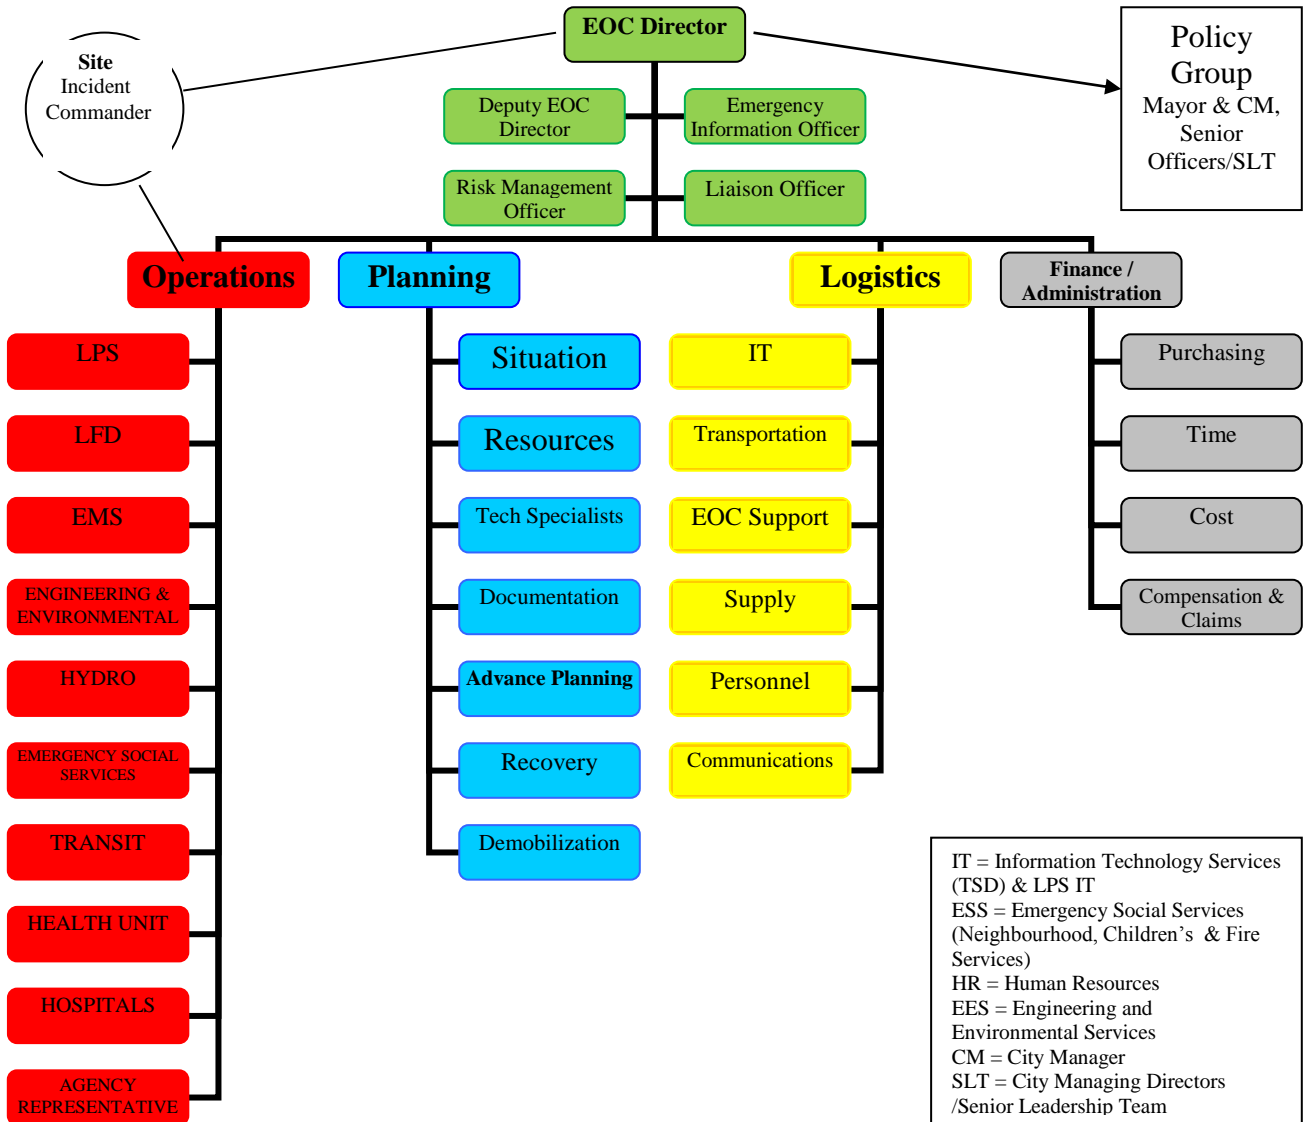 EOC Director
Site
Incident
Commander
Policy
Group
Mayor & CM,
Senior
Officers/SLT
Deputy EOC
Director
Emergency
Information Officer
Risk Management
Officer
Liaison Officer
Operations
Planning
Logistics
Finance /
Administration
LPS
LFD
EMS
ENGINEERING &
ENVIRONMENTAL
HYDRO
EMERGENCY SOCIAL
SERVICES
TRANSIT
HEALTH UNIT
HOSPITALS
AGENCY
REPRESENTATIVE
Situation
Resources
Tech Specialists
Documentation
Advance Planning
Recovery
Demobilization
IT
Transportation
EOC Support
Supply
Personnel
Communications
Purchasing
Time
Cost
Compensation &
Claims
IT = Information Technology Services
(TSD) & LPS IT
ESS = Emergency Social Services
(Neighbourhood, Children's & Fire
Services)
HR = Human Resources
EES = Engineering and
Environmental Services
CM = City Manager
SLT = City Managing Directors
/Senior Leadership Team